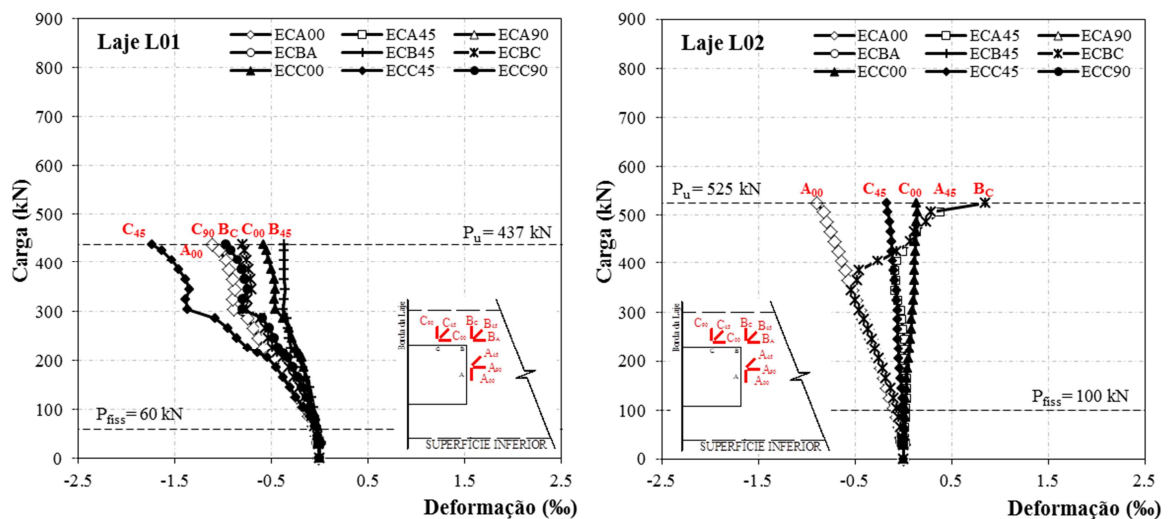 Laje L01
ECA00 ECA45 ECA90
ECBA ECB45 ECBC
ECC00 ECC45 ECC90
900
800
700
600
500
400
300
200
100
0
Carga (kN)
C45 C90 BC C00 B45
A00
Pu = 437 kN
Pfiss = 60 kN
Borda da Laje
C90 C45 BC B45
C00 BA
C B
A45
A A90
A00
SUPERFÍCIE INFERIOR
-2.5 -1.5 -0.5 0.5 1.5 2.5
Deformação (‰)
Laje L02
ECA00 ECA45 ECA90
ECBA ECB45 ECBC
ECC00 ECC45 ECC90
900
800
700
600
500
400
300
200
100
0
Carga (kN)
Pu = 525 kN
A00 C45 C00 A45 BC
Pfiss = 100 kN
Borda da Laje
C90 C45 BC B45
C00 BA
C B
A45
A A90
A00
SUPERFÍCIE INFERIOR
-2.5 -1.5 -0.5 0.5 1.5 2.5
Deformação (‰)